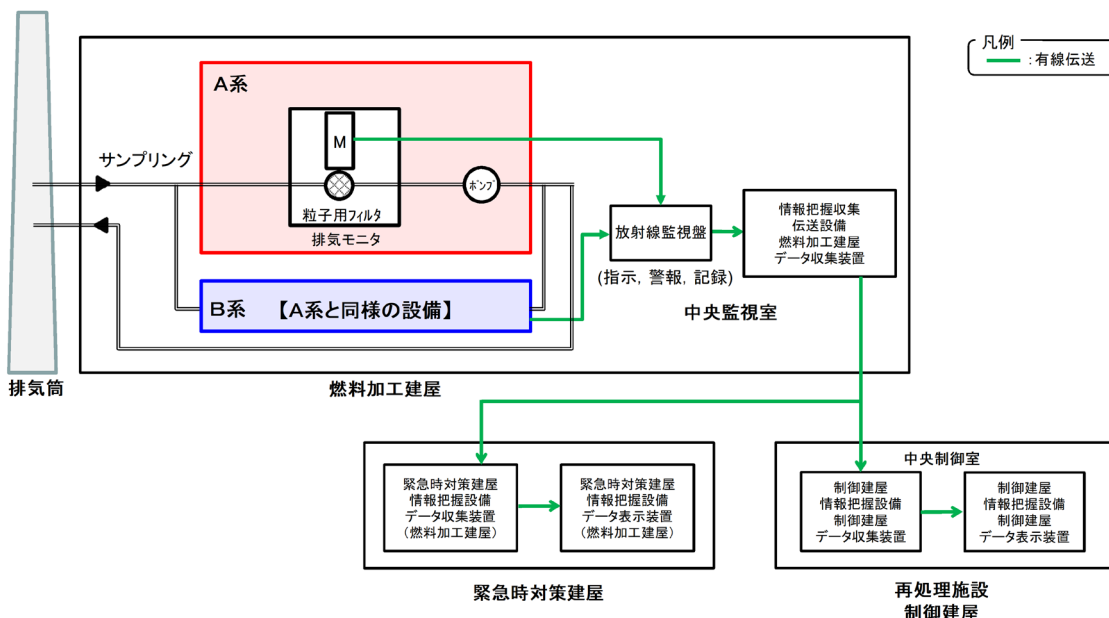 凡例
：有線伝送
A系
M
サンプリング
ﾎﾟﾝﾌﾟ
粒子用ﾌｨﾙﾀ
排気モニタ
放射線監視盤
(指示，警報，記録)
情報把握収集
伝送設備
燃料加工建屋
データ収集装置
中央監視室
B系　【A系と同様の設備】
排気筒
燃料加工建屋
緊急時対策建屋
情報把握設備
データ収集装置
（燃料加工建屋）
緊急時対策建屋
情報把握設備
データ表示装置
（燃料加工建屋）
緊急時対策建屋
中央制御室
制御建屋
情報把握設備
制御建屋
データ収集装置
制御建屋
情報把握設備
制御建屋
データ表示装置
再処理施設
制御建屋